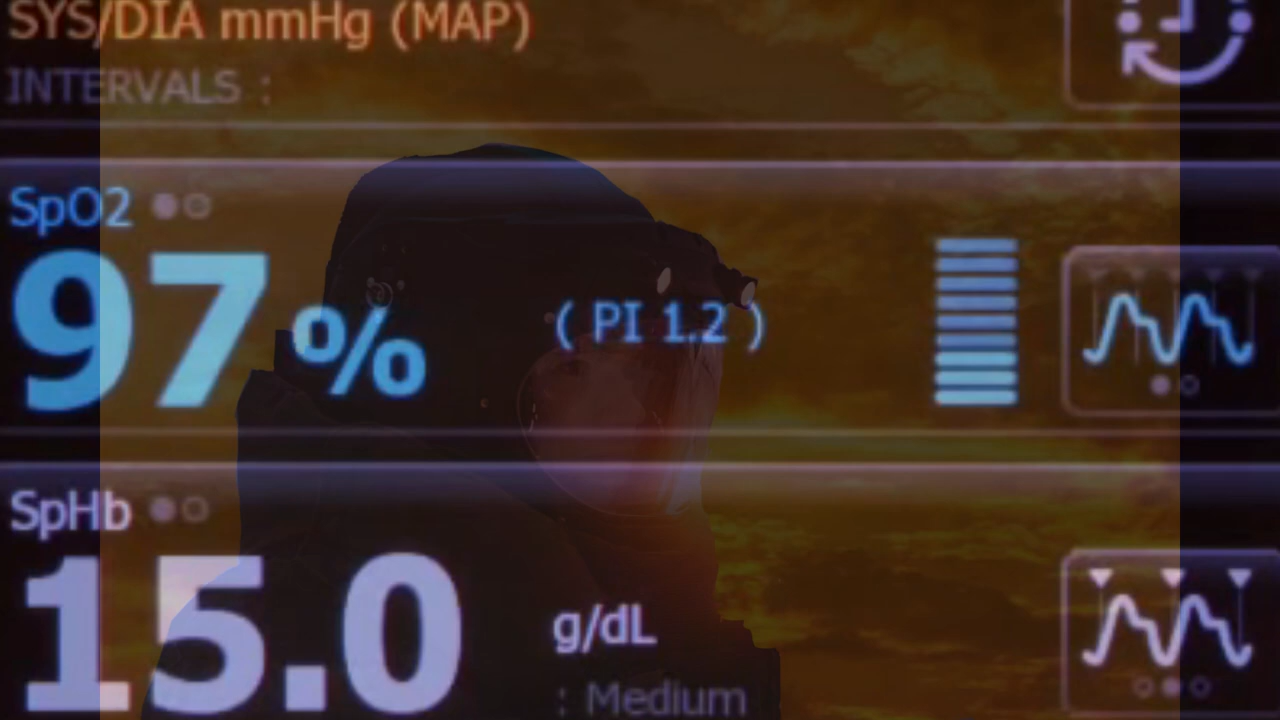 SYS/DIA mmHg (MAP)
INTERVALS :
SpO2
97 % ( PI 1.2 )
SpHb
15.0 g/dL
: Medium